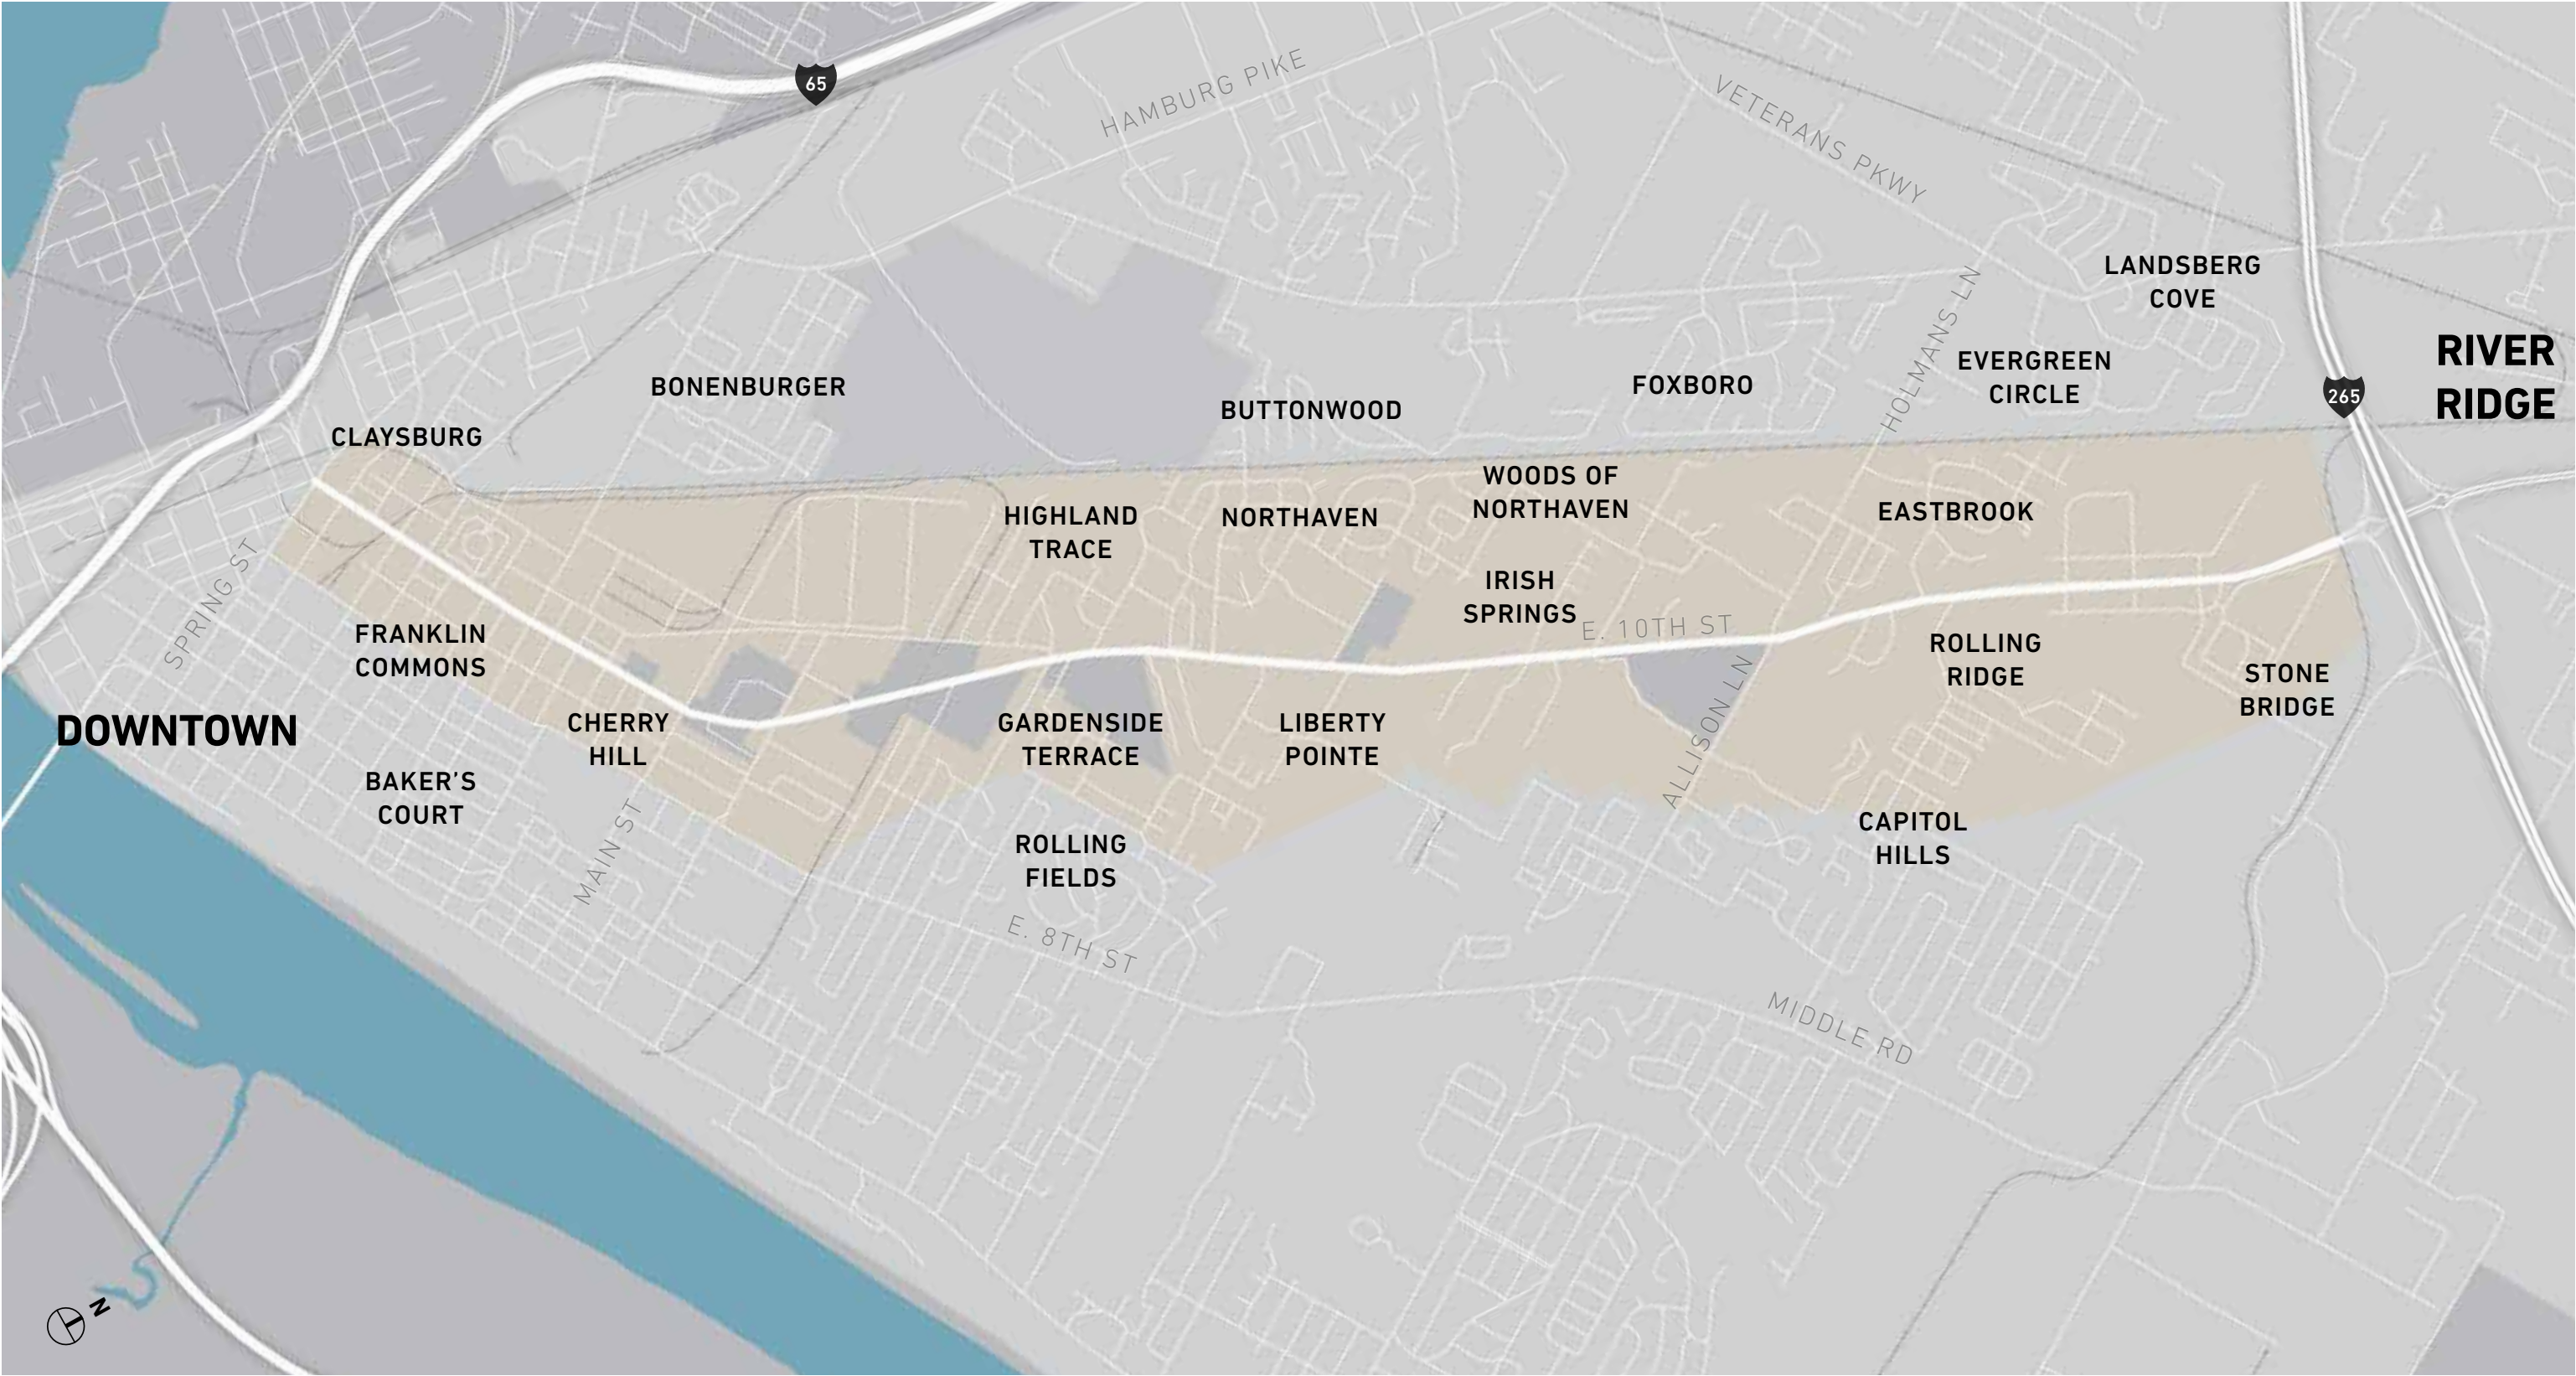 65
HAMBURG PIKE
VETERANS PKWY
LANDSBERG
COVE
HOLMANS LN
RIVER
RIDGE
EVERGREEN
CIRCLE
265
FOXBORO
BONENBURGER
BUTTONWOOD
CLAYSBURG
WOODS OF
NORTHAVEN
HIGHLAND
TRACE
NORTHAVEN
EASTBROOK
SPRING ST
IRISH
SPRINGS
E. 10TH ST
FRANKLIN
COMMONS
ROLLING
RIDGE
STONE
BRIDGE
ALLISON LN
DOWNTOWN
CHERRY
HILL
GARDENSIDE
TERRACE
LIBERTY
POINTE
BAKER’S
COURT
MAIN ST
ROLLING
FIELDS
CAPITOL
HILLS
E. 8TH ST
MIDDLE RD
N